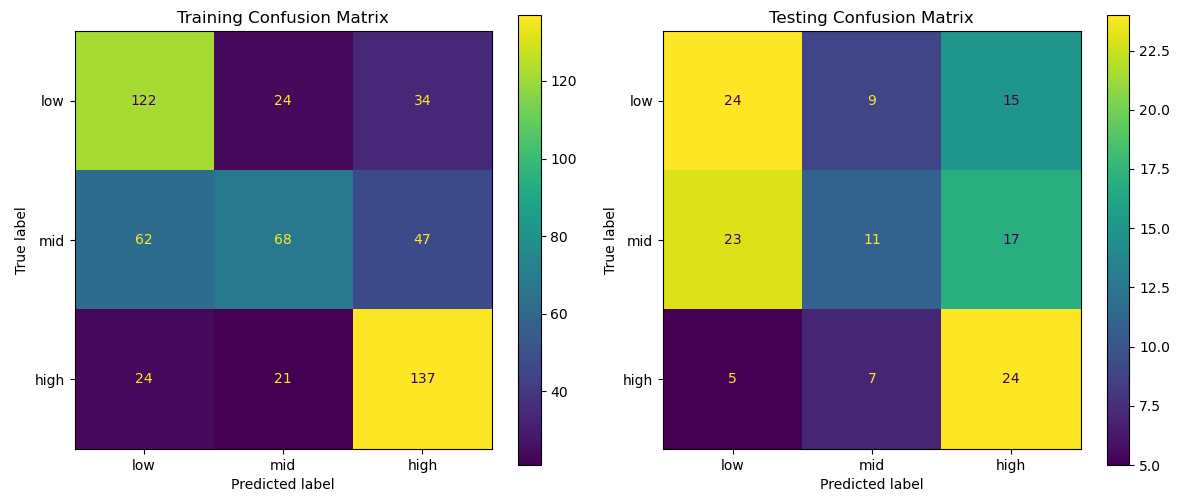 Training Confusion Matrix
low 122 24 34
mid 62 68 47
high 24 21 137
low mid high
Predicted label
True label
120
100
80
60
40
Testing Confusion Matrix
low 24 9 15
mid 23 11 17
high 5 7 24
low mid high
Predicted label
True label
22.5
20.0
17.5
15.0
12.5
10.0
7.5
5.0